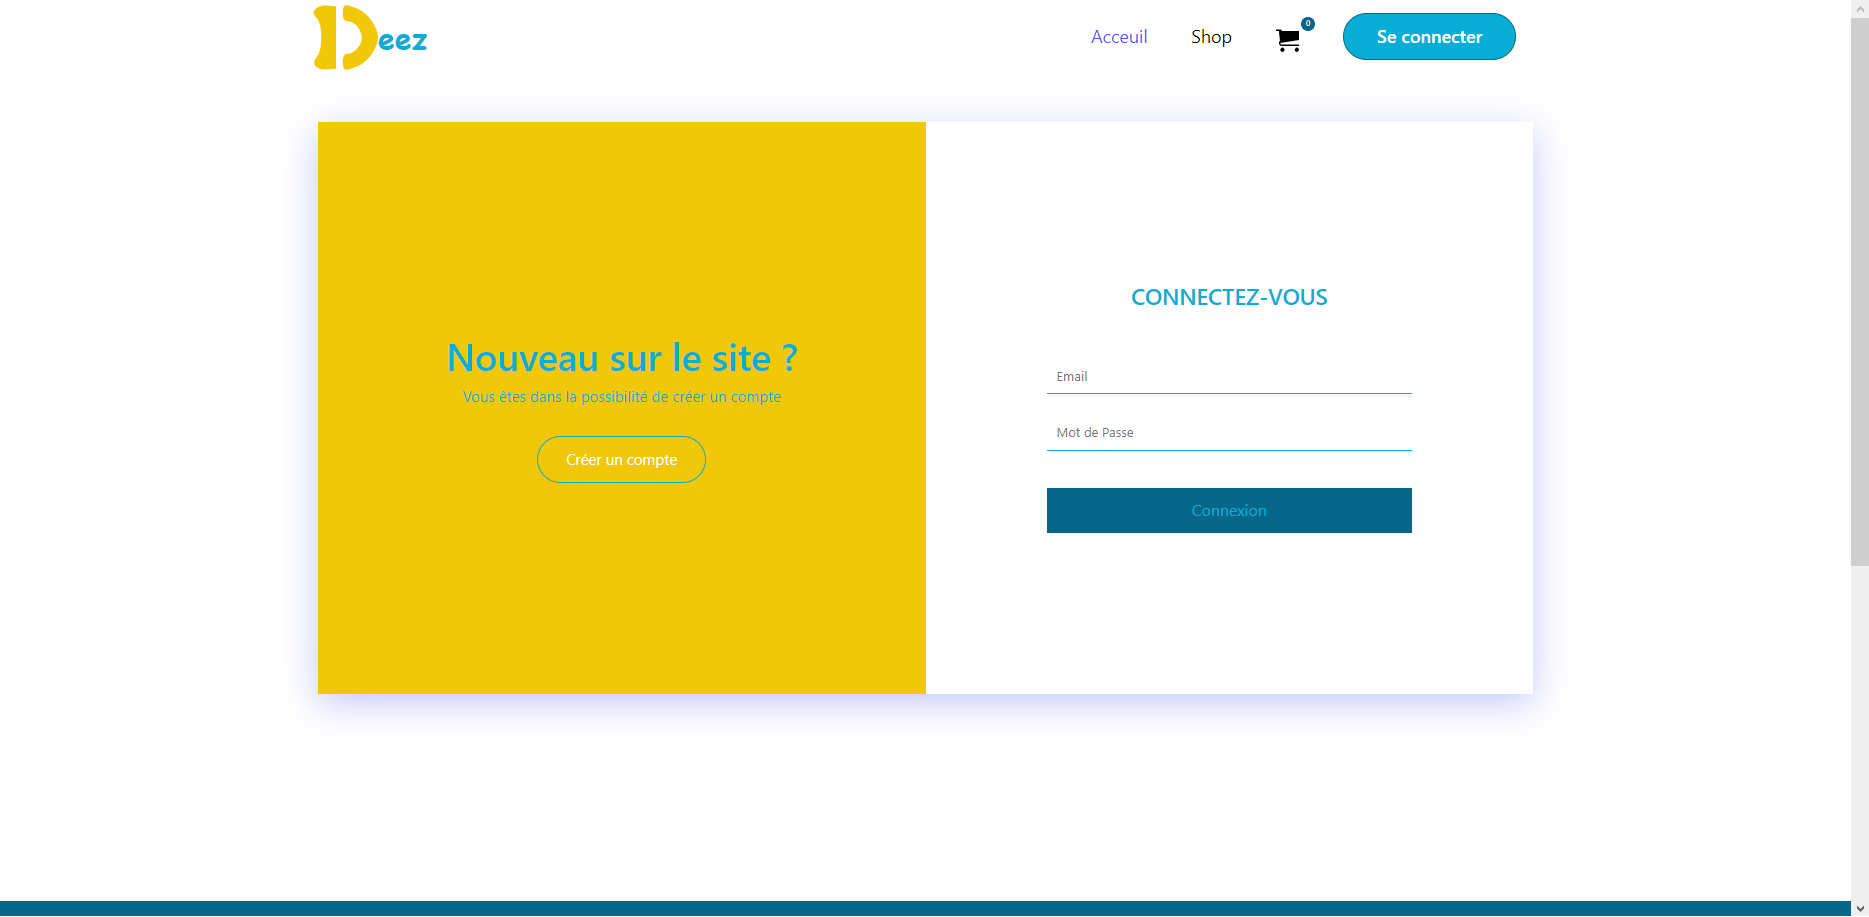 Deez
Acceuil
Shop
0
Se connecter
Nouveau sur le site ?
Vous êtes dans la possibilité de créer un compte
Créer un compte
CONNECTEZ-VOUS
Email
Mot de Passe
Connexion